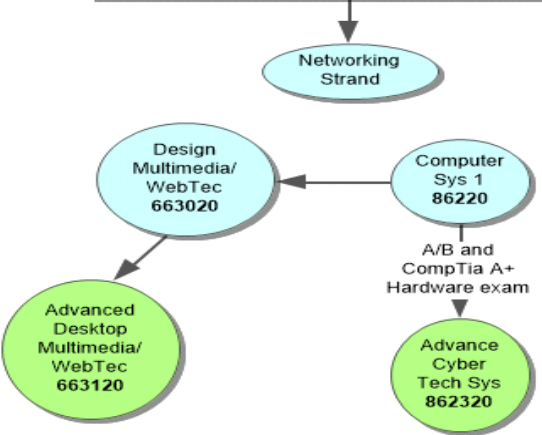 Networking
Strand
Design
Multimedia/
WebTec
663020
Computer
Sys 1
86220
A/B and
CompTia A+
Hardware exam
Advanced
Desktop
Multimedia/
WebTec
663120
Advance
Cyber
Tech Sys
862320